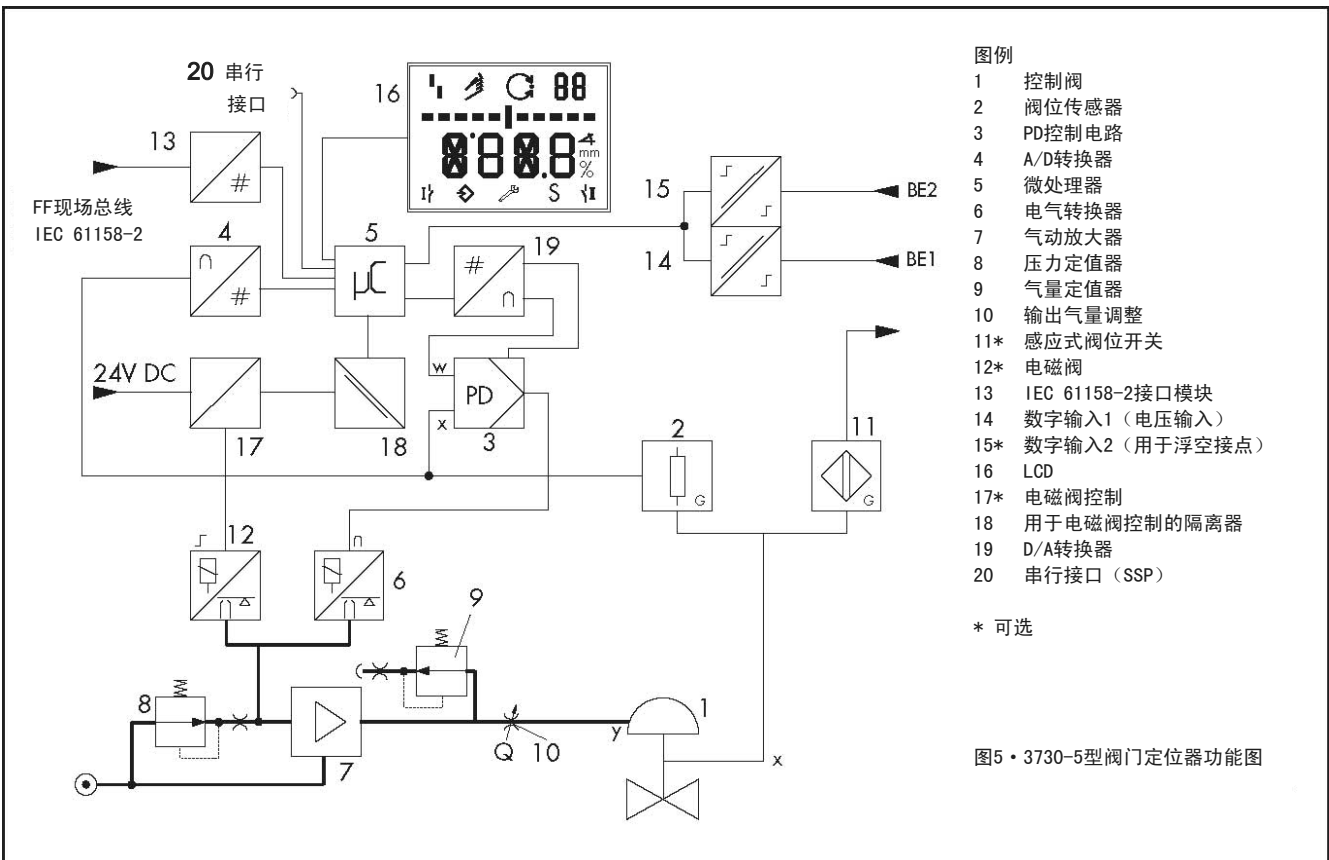 20 串行
接口
16
88
8.8 8.8
mm
%
S
13
#
FF现场总线
IEC 61158-2
4
#
5
μC
19
#
15
BE2
14
BE1
24V DC
17
18
w
PD
x
3
2
G
11
G
12
6
9
8
7
Q 10
y
1
x
图例
1 控制阀
2 阀位传感器
3 PD控制电路
4 A/D转换器
5 微处理器
6 电气转换器
7 气动放大器
8 压力定值器
9 气量定值器
10 输出气量调整
11* 感应式阀位开关
12* 电磁阀
13 IEC 61158-2接口模块
14 数字输入1（电压输入）
15* 数字输入2（用于浮空接点）
16 LCD
17* 电磁阀控制
18 用于电磁阀控制的隔离器
19 D/A转换器
20 串行接口（SSP）
* 可选
图5·3730-5型阀门定位器功能图